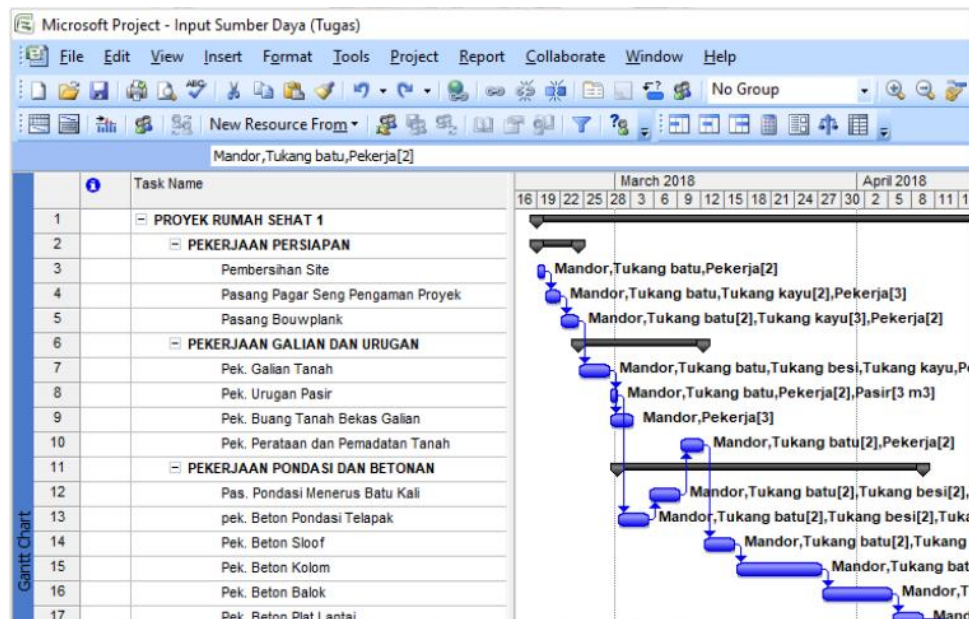 Microsoft Project - Input Sumber Daya (Tugas)
File Edit View Insert Format Tools Project Report Collaborate Window Help
No Group
New Resource From
Mandor,Tukang batu,Pekerja[2]
Task Name March 2018 April 2018
16 19 22 25 28 3 6 9 12 15 18 21 24 27 30 2 5 8 11
1 PROYEK RUMAH SEHAT 1
2 PEKERJAAN PERSIAPAN
3 Pembersihan Site Mandor,Tukang batu,Pekerja[2]
4 Pasang Pagar Seng Pengaman Proyek Mandor,Tukang batu,Tukang kayu[2],Pekerja[3]
5 Pasang Bouwplank Mandor,Tukang batu[2],Tukang kayu[3],Pekerja[2]
6 PEKERJAAN GALIAN DAN URUGAN
7 Pek. Galian Tanah Mandor,Tukang batu,Tukang besi,Tukang kayu,
8 Pek. Urugan Pasir Mandor,Tukang batu,Pekerja[2],Pasir[3 m3]
9 Pek. Buang Tanah Bekas Galian Mandor,Pekerja[3]
10 Pek. Perataan dan Pemadatan Tanah Mandor,Tukang batu[2],Pekerja[2]
11 PEKERJAAN PONDASI DAN BETONAN
12 Pas. Pondasi Menerus Batu Kali Mandor,Tukang batu[2],Tukang besi[2],
13 pek. Beton Pondasi Telapak Mandor,Tukang batu[2],Tukang besi[2],Tuka
14 Pek. Beton Sloof Mandor,Tukang batu[2],Tukang
15 Pek. Beton Kolom Mandor,Tukang bat
16 Pek. Beton Balok Mandor,T
17 Pek. Beton Plat Lantai Mand
Gantt Chart